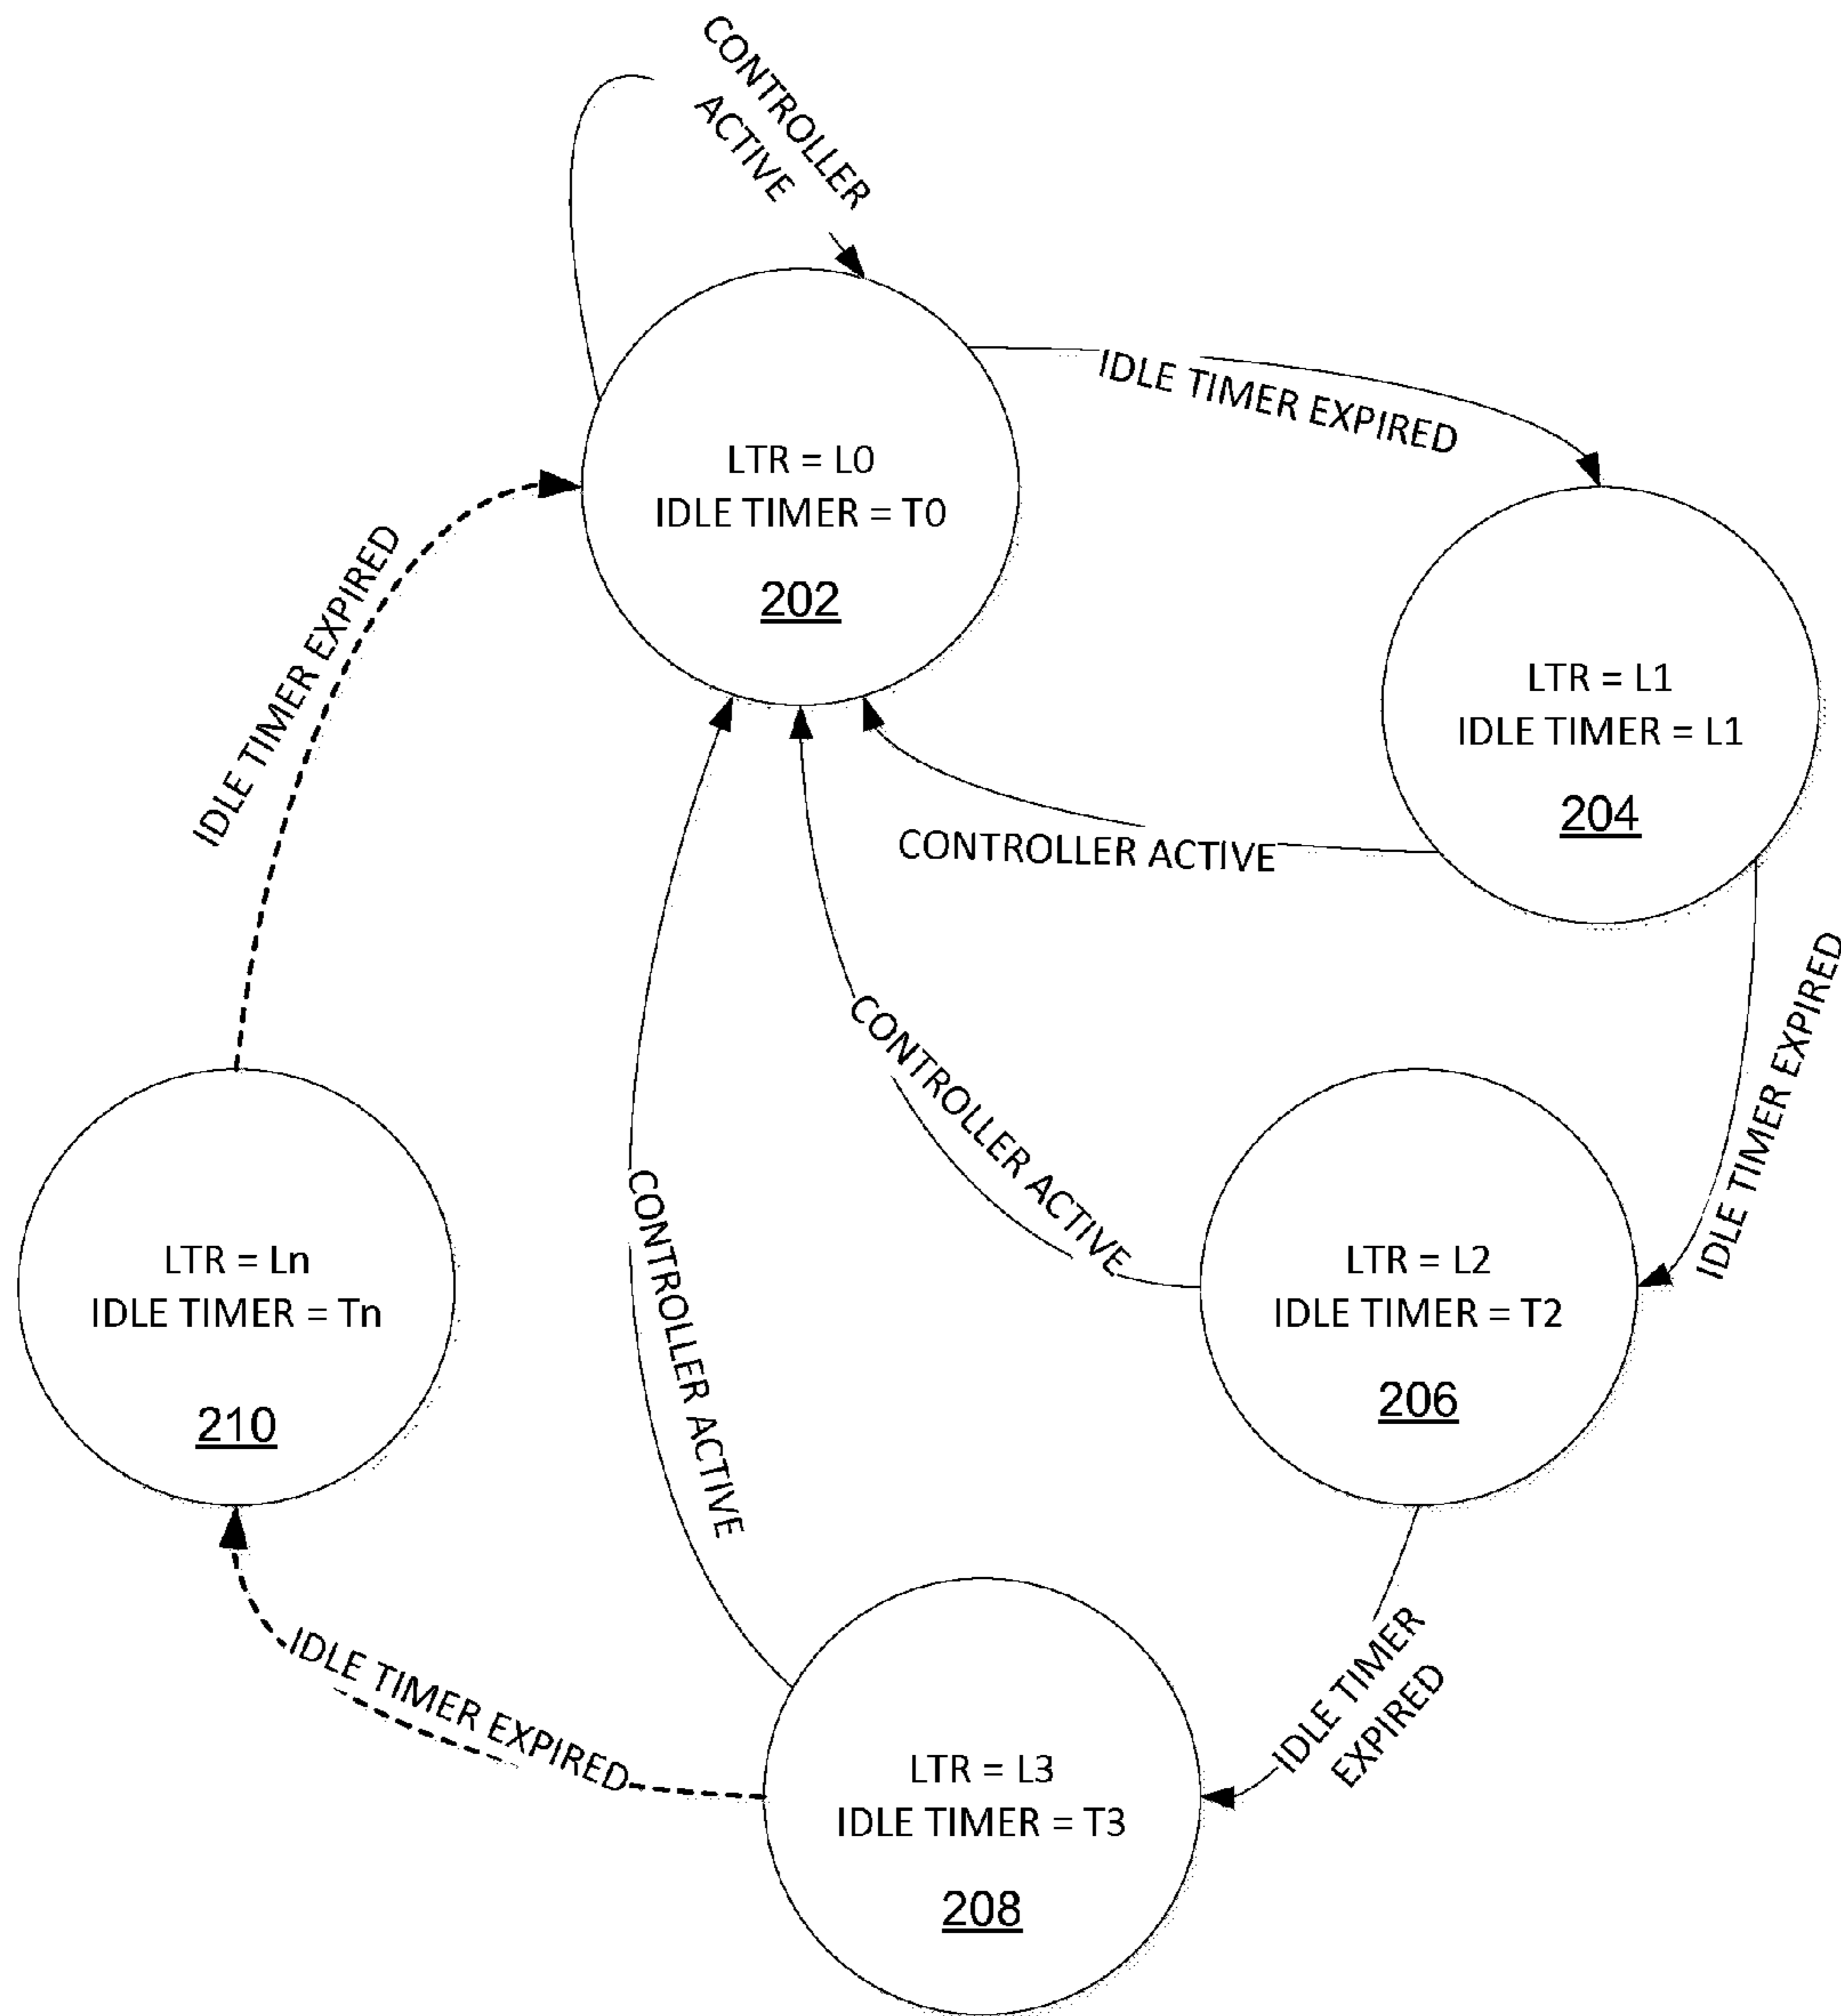 CONTROLLER
ACTIVE
LTR = L0
IDLE TIMER = T0
202
IDLE TIMER EXPIRED
LTR = L1
IDLE TIMER = L1
204
CONTROLLER ACTIVE
IDLE TIMER EXPIRED
LTR = L2
IDLE TIMER = T2
206
CONTROLLER ACTIVE
IDLE TIMER
EXPIRED
LTR = L3
IDLE TIMER = T3
208
CONTROLLER ACTIVE
IDLE TIMER EXPIRED
LTR = Ln
IDLE TIMER = Tn
210
IDLE TIMER EXPIRED